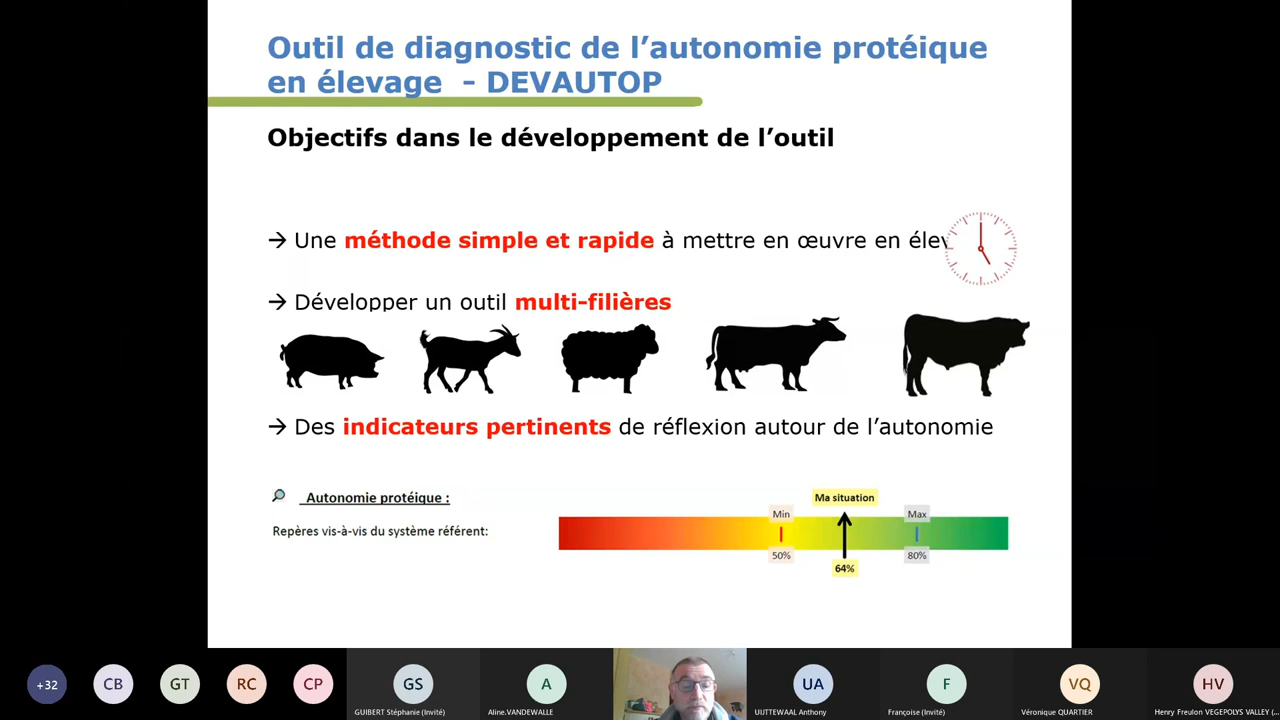 Outil de diagnostic de l’autonomie protéique
en élevage - DEVAUTOP
Objectifs dans le développement de l’outil
→ Une méthode simple et rapide à mettre en œuvre en élev
→ Développer un outil multi-filières
→ Des indicateurs pertinents de réflexion autour de l’autonomie
Autonomie protéique :
Repères vis-à-vis du système référent:
Ma situation
Min
Max
50%
80%
64%
+32
CB
GT
RC
CP
GS
A
UA
F
VQ
HV
GUIBERT Stéphanie (Invité)
Aline.VANDEWALLE
UIJTTEWAAL Anthony
Françoise (Invité)
Véronique QUARTIER
Henry Freulon VEGEPOLYS VALLEY (...